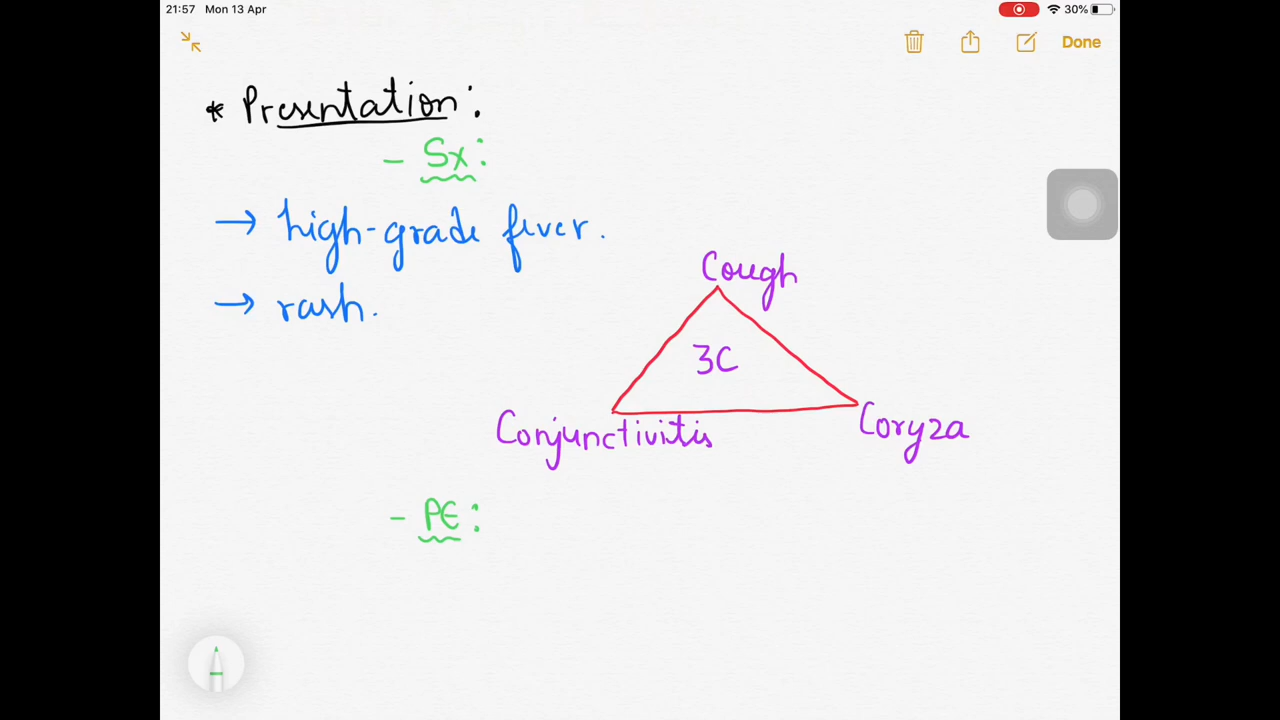 21:57 Mon 13 Apr
30%
Done
* Presentation:
- Sx:
→ high-grade fever.
→ rash.
Cough
3C
Conjunctivitis
Coryza
- PE: